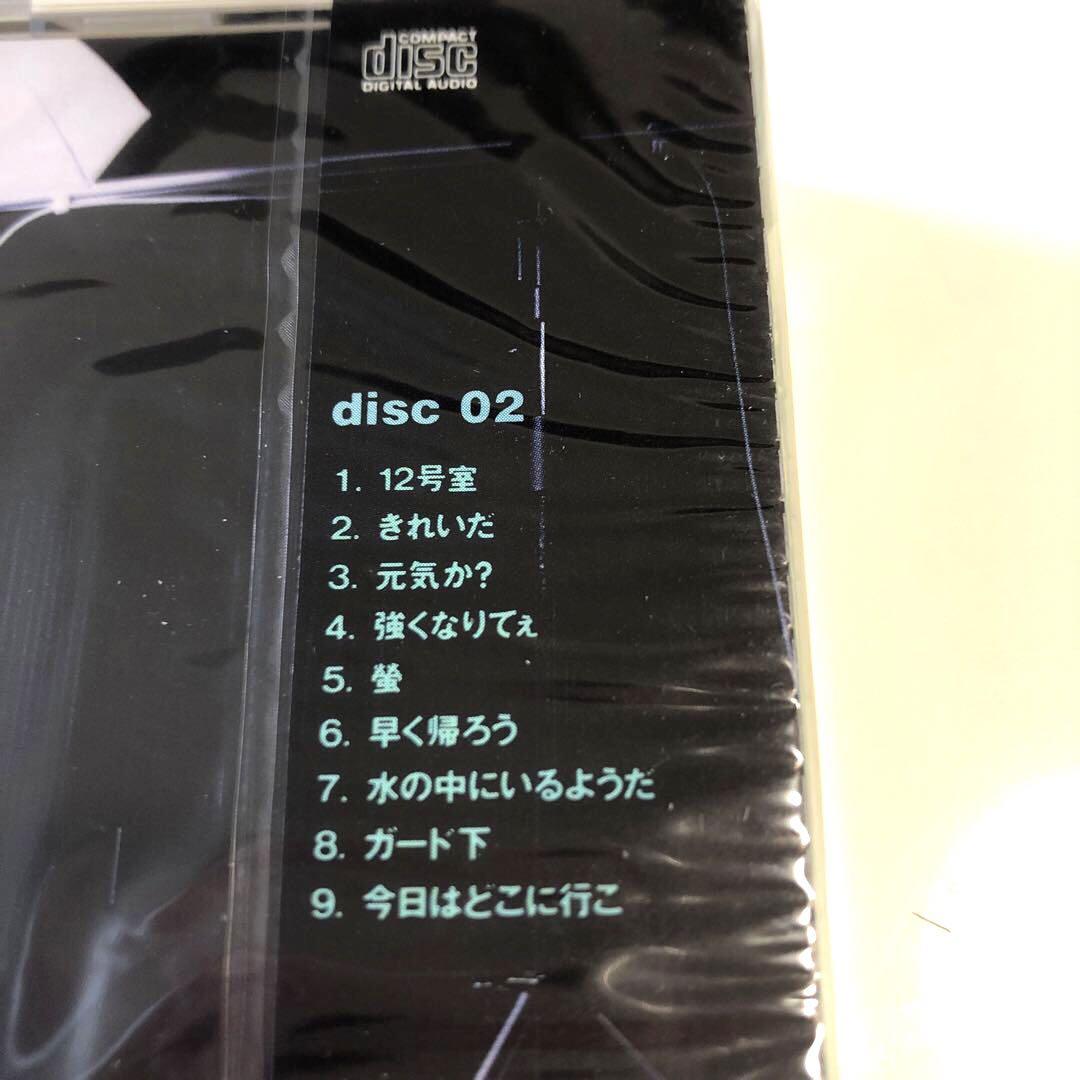 COMPACT
disc
DIGITAL AUDIO
disc 02
1. 12号室
2. きれいだ
3. 元気か?
4. 強くなりてぇ
5. 螢
6. 早く帰ろう
7. 水の中にいるようだ
8. ガード下
9. 今日はどこに行こ